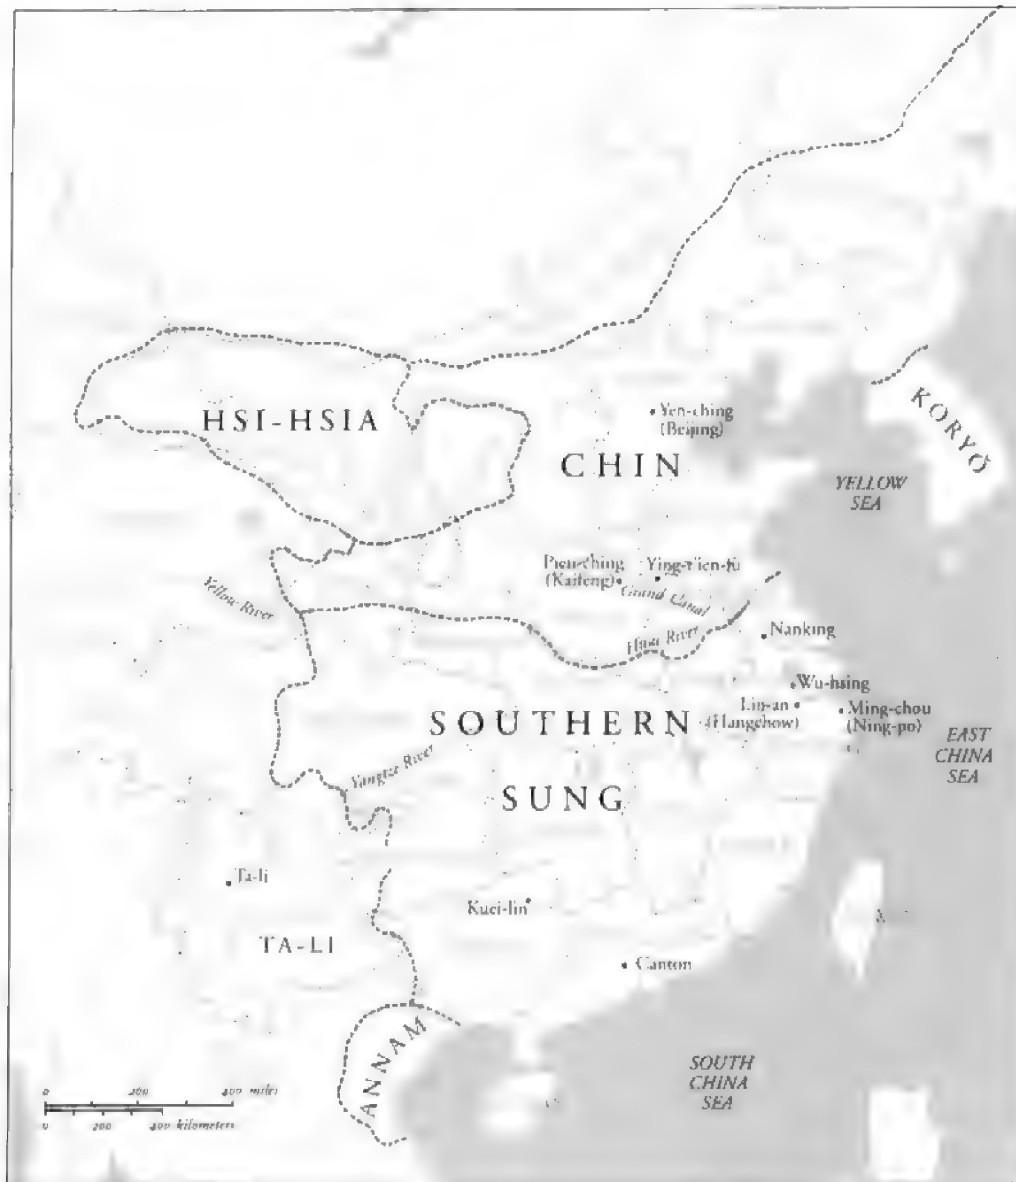 HSI-HSIA
CHIN
Yen-ching
(Beijing)
KORYŎ
YELLOW
SEA
Pien-ching
(Kaifeng)
Ying-t'ien-fu
Grand Canal
Yellow River
Huai River
Nanking
Wu-hsing
Lin-an
(Hangchow)
Ming-chou
(Ning-po)
SOUTHERN
SUNG
EAST
CHINA
SEA
Yangtze River
Ta-li
Kuei-lin
TA-LI
Canton
ANNAM
SOUTH
CHINA
SEA
0 200 400 miles
0 200 400 kilometers